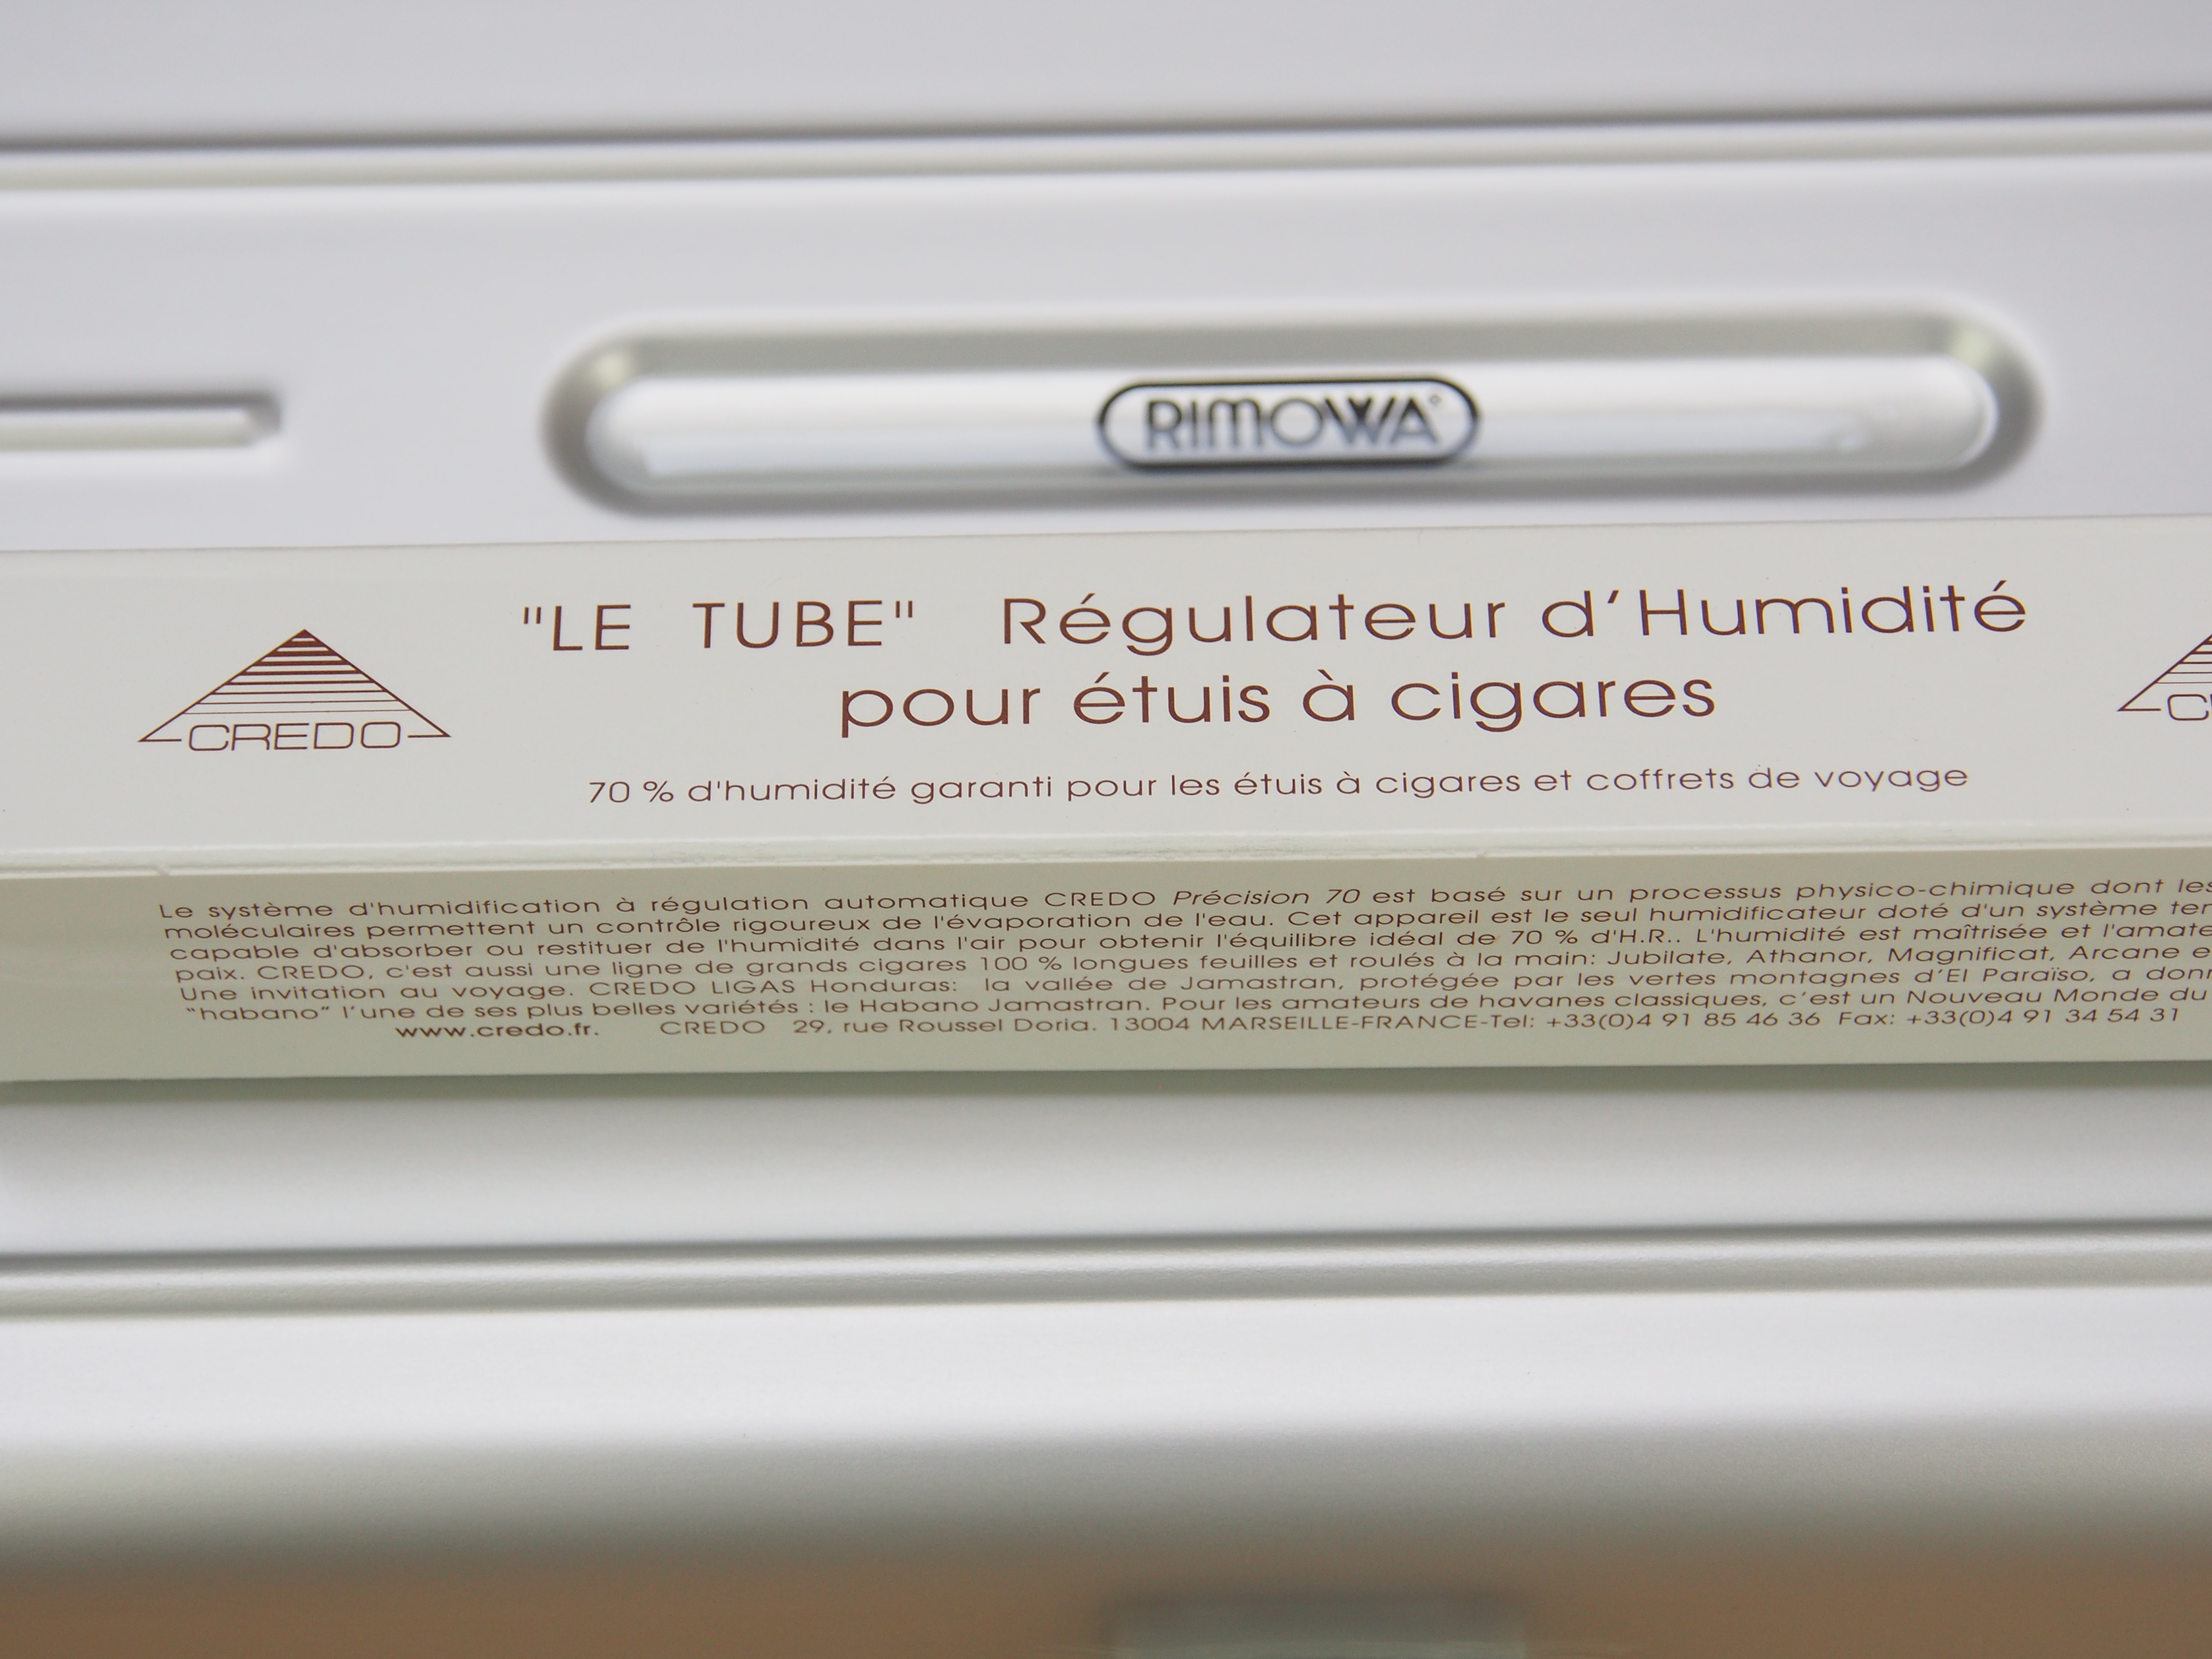 RIMOWA
"LE TUBE" Régulateur d'Humidité
pour étuis à cigares
CREDO
70 % d'humidité garanti pour les étuis à cigares et coffrets de voyage
Le système d'humidification à régulation automatique CREDO Précision 70 est basé sur un processus physico-chimique dont les
moléculaires permettent un contrôle rigoureux de l'évaporation de l'eau. Cet appareil est le seul humidificateur doté d'un système
capable d'absorber ou restituer de l'humidité dans l'air pour obtenir l'équilibre idéal de 70 % d'H.R.. L'humidité est maîtrisée et
paix. CREDO, c'est aussi une ligne de grands cigares 100 % longues feuilles et roulés à la main: Jubilate, Athanor, Magnificat, Arcane
Une invitation au voyage. CREDO LIGAS Honduras: la vallée de Jamastran, protégée par les vertes montagnes d'El Paraïso, a
"habano" l'une de ses plus belles variétés : le Habano Jamastran. Pour les amateurs de havanes classiques, c'est un Nouveau Monde du
www.credo.fr. CREDO 29, rue Roussel Doria. 13004 MARSEILLE-FRANCE-Tel: +33(0)4 91 85 46 36 Fax: +33(0)4 91 34 54 31